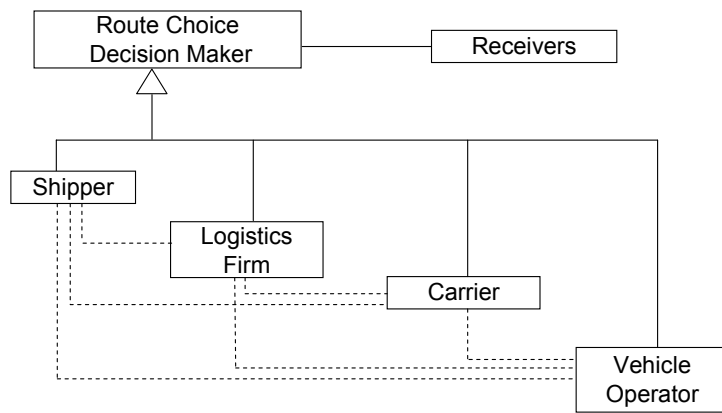 Route Choice
Decision Maker
Receivers
Shipper
Logistics
Firm
Carrier
Vehicle
Operator